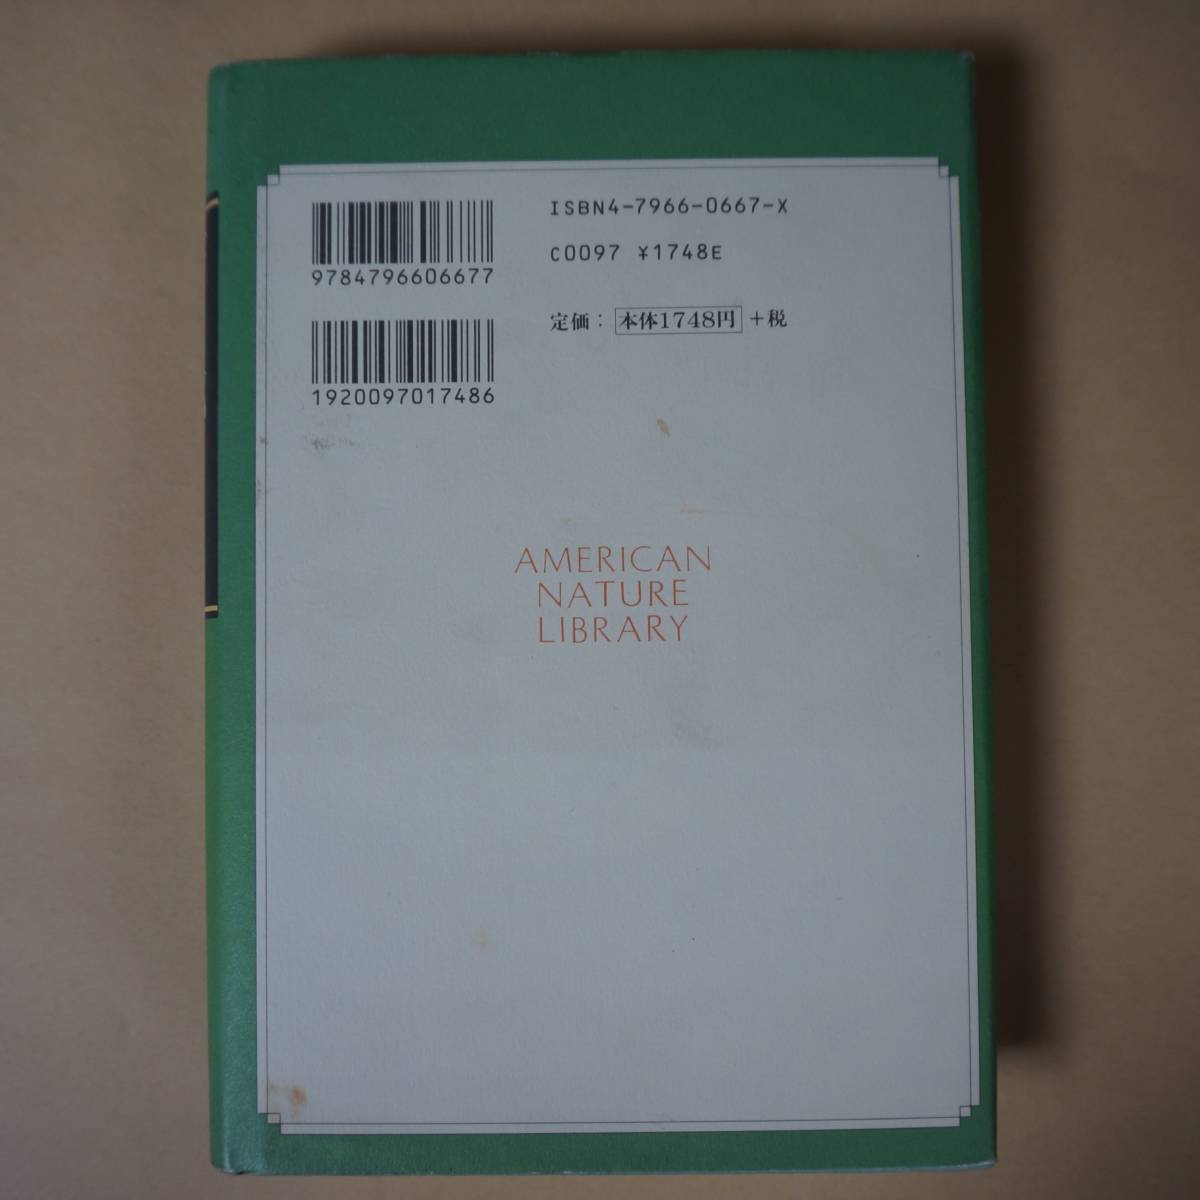 ISBN4-7966-0667-X
C0097 ¥1748E
9784796606677
定価： 本体1748円 +税
1920097017486
AMERICAN
NATURE
LIBRARY